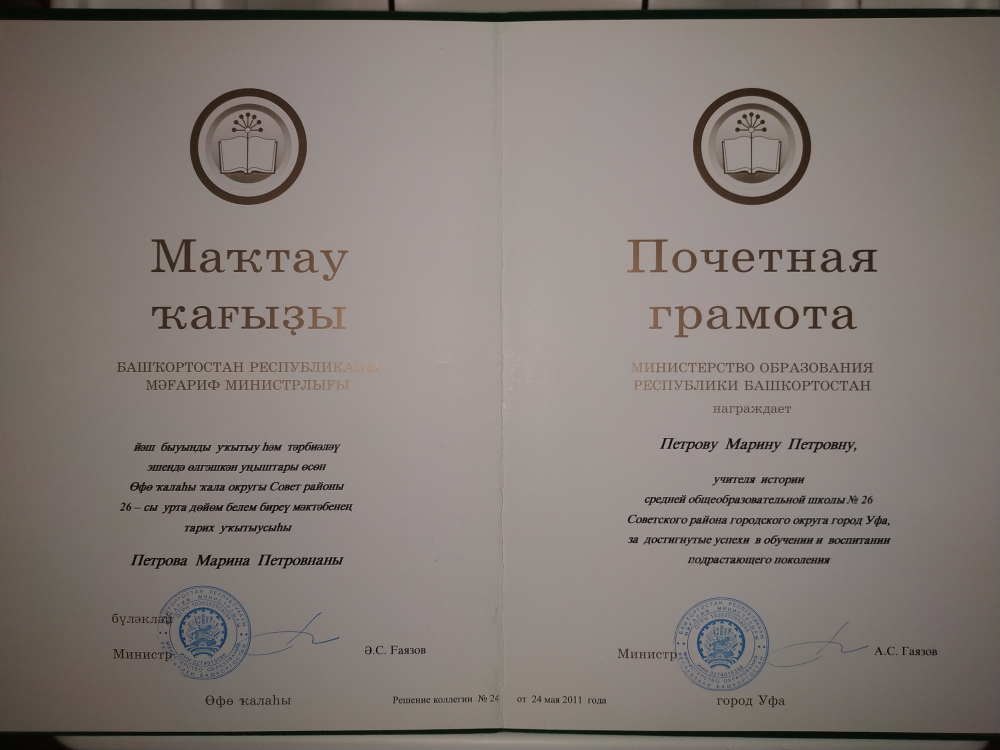 Маҡтау
ҡағыҙы
БАШҠОРТОСТАН РЕСПУБЛИКАҺЫ
МӘҒАРИФ МИНИСТРЛЫҒЫ
йәш быуынды уҡытыу һәм тәрбиәләү
эшендә өлгәшкән уңыштары өсөн
Өфө ҡалаһы ҡала округы Совет районы
26 – сы урта дөйөм белем биреү мәктәбенең
тарих уҡытыусыһы
Петрова Марина Петровнаны
бүләкләй
Министр
Ә.С. Ғаязов
Өфө ҡалаһы
Почетная
грамота
МИНИСТЕРСТВО ОБРАЗОВАНИЯ
РЕСПУБЛИКИ БАШКОРТОСТАН
награждает
Петрову Марину Петровну,
учителя истории
средней общеобразовательной школы № 26
Советского района городского округа город Уфа,
за достигнутые успехи в обучении и воспитании
подрастающего поколения
Министр
А.С. Гаязов
Решение коллегии № 24 от 24 мая 2011 года
город Уфа